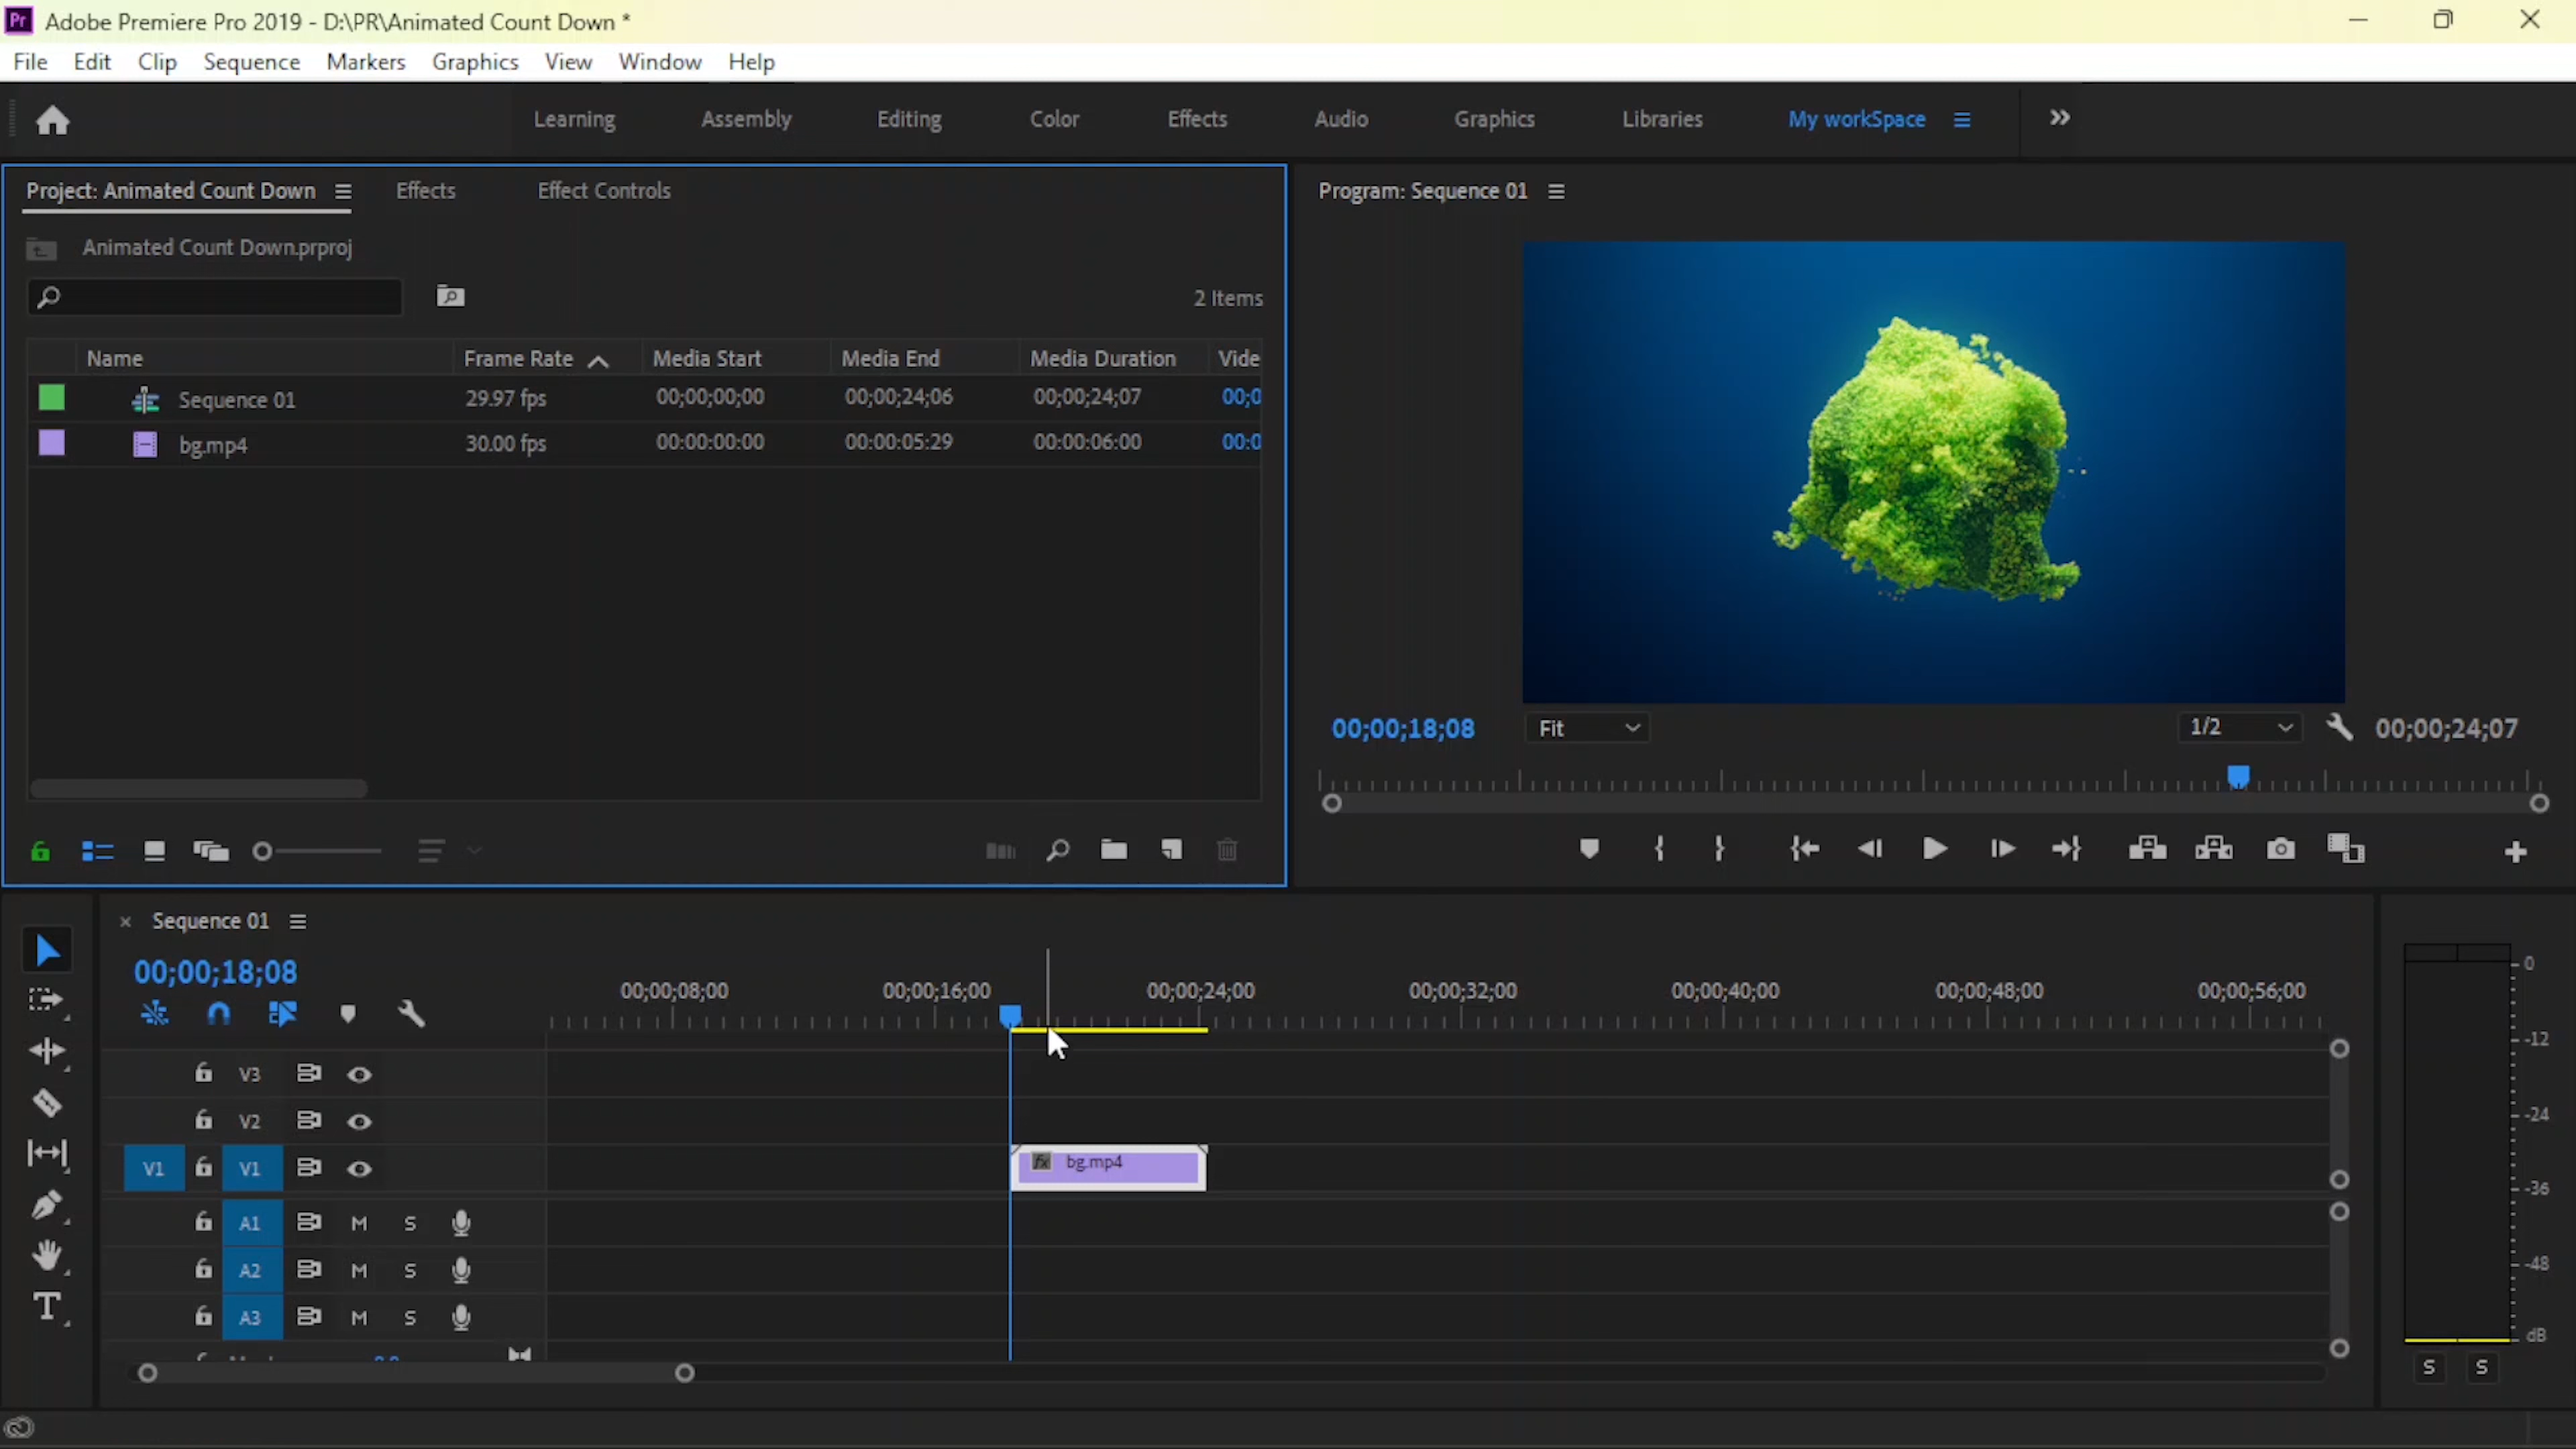 Pr Adobe Premiere Pro 2019 - D:\PR\Animated Count Down *
File Edit Clip Sequence Markers Graphics View Window Help
Learning Assembly Editing Color Effects Audio Graphics Libraries My workSpace
Project: Animated Count Down Effects Effect Controls
Animated Count Down.prproj
2 Items
Name Frame Rate Media Start Media End Media Duration Vide
Sequence 01 29.97 fps 00;00;00;00 00;00;24;06 00;00;24;07 00;0
bg.mp4 30.00 fps 00:00:00:00 00:00:05:29 00:00:06:00 00:0
Program: Sequence 01
00;00;18;08 Fit 1/2 00;00;24;07
Sequence 01
00;00;18;08
00;00;08;00 00;00;16;00 00;00;24;00 00;00;32;00 00;00;40;00 00;00;48;00 00;00;56;00
V3
V2
V1 V1 fx bg.mp4
A1 M S
A2 M S
A3 M S
0
-12
-24
-36
-48
dB
S S